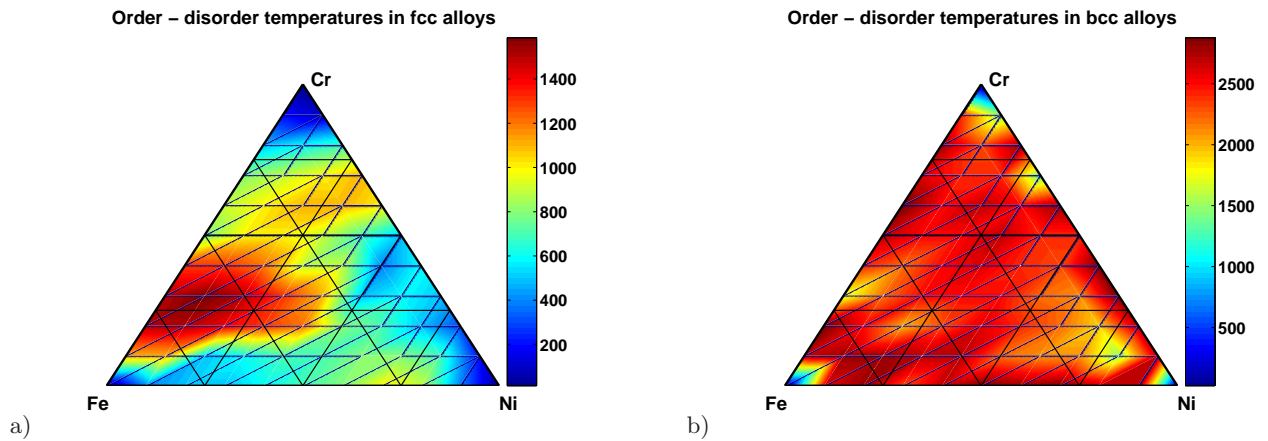 Order – disorder temperatures in fcc alloys
Cr
1400
1200
1000
800
600
400
200
Fe
Ni
a)
Order – disorder temperatures in bcc alloys
Cr
2500
2000
1500
1000
500
Fe
Ni
b)